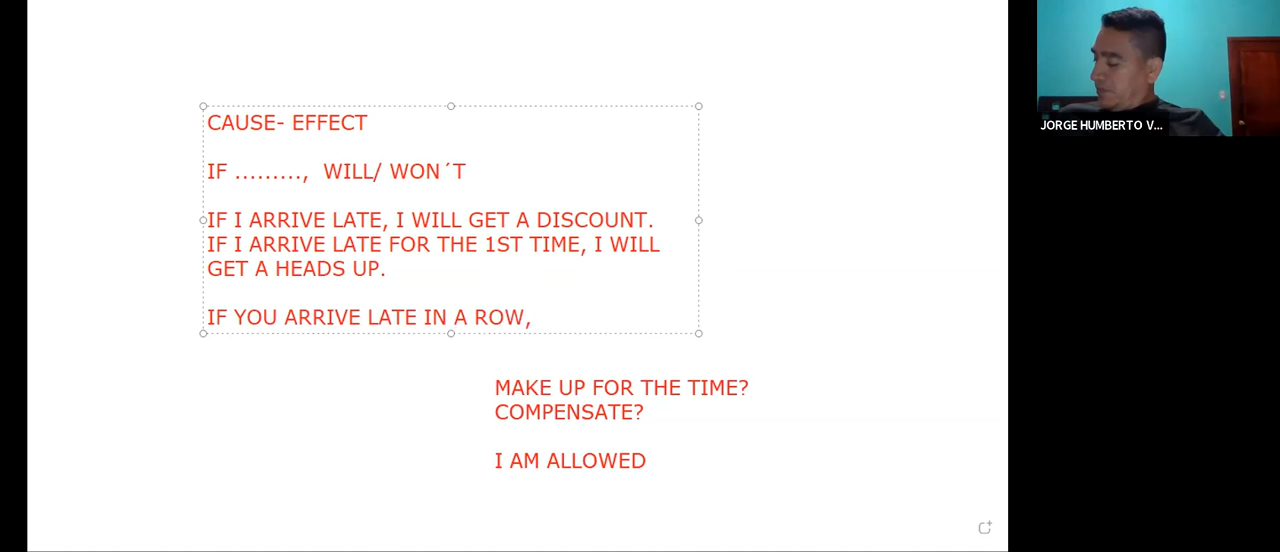 CAUSE- EFFECT
IF ........., WILL/ WON´T
IF I ARRIVE LATE, I WILL GET A DISCOUNT.
IF I ARRIVE LATE FOR THE 1ST TIME, I WILL
GET A HEADS UP.
IF YOU ARRIVE LATE IN A ROW,
MAKE UP FOR THE TIME?
COMPENSATE?
I AM ALLOWED
JORGE HUMBERTO V...